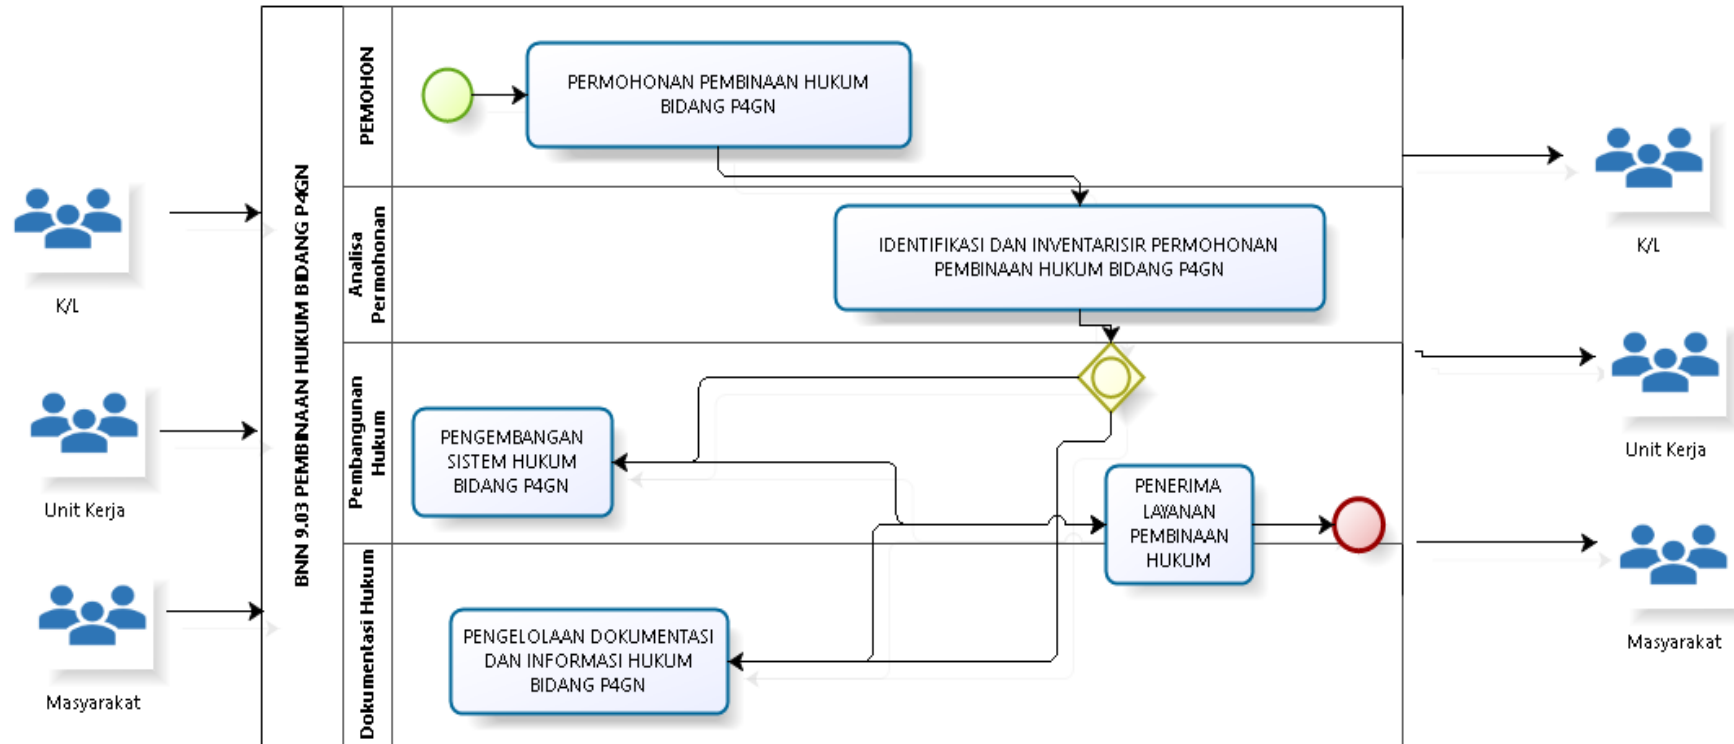 K/L
Unit Kerja
Masyarakat
BNN 9.03 PEMBINAAN HUKUM BIDANG P4GN
PEMOHON
PERMOHONAN PEMBINAAN HUKUM
BIDANG P4GN
Analisa
Permohonan
IDENTIFIKASI DAN INVENTARISIR PERMOHONAN
PEMBINAAN HUKUM BIDANG P4GN
Pembangunan
Hukum
PENGEMBANGAN
SISTEM HUKUM
BIDANG P4GN
PENERIMA
LAYANAN
PEMBINAAN
HUKUM
Dokumentasi Hukum
PENGELOLAAN DOKUMENTASI
DAN INFORMASI HUKUM
BIDANG P4GN
K/L
Unit Kerja
Masyarakat